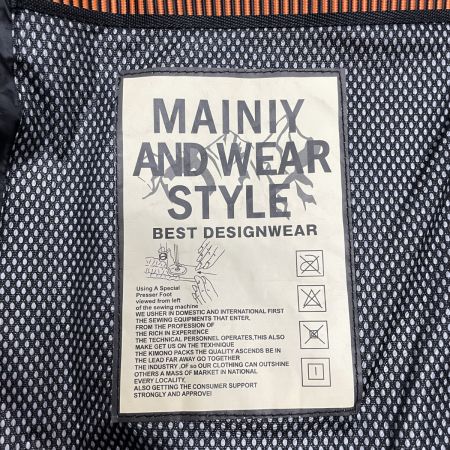 MAINIX
AND WEAR
STYLE
BEST DESIGNWEAR
Using A Special
Presser Foot
viewed from left
of the sewing machine
WE USHER IN DOMESTIC AND INTERNATIONAL FIRST
THE SEWING EQUIPMENTS THAT ENTER,
FROM THE PROFESSION OF
THE RICH IN EXPERIENCE
THE TECHNICAL PERSONNEL OPERATES,THIS ALSO
MAKE GET US ON THE TEXHNIQUE
THE KIMONO PACKS THE QUALITY ASCENDS BE IN
THE LEAD FAR AWAY GO TOGETHER
THE INDUSTRY ,OF so OUR CLOTHING CAN OUTSHINE
OTHERS A MASS OF MARKET IN NATIONAL
EVERY LOCALITY,
ALSO GETTING THE CONSUMER SUPPORT
STRONGLY AND APPROVE!